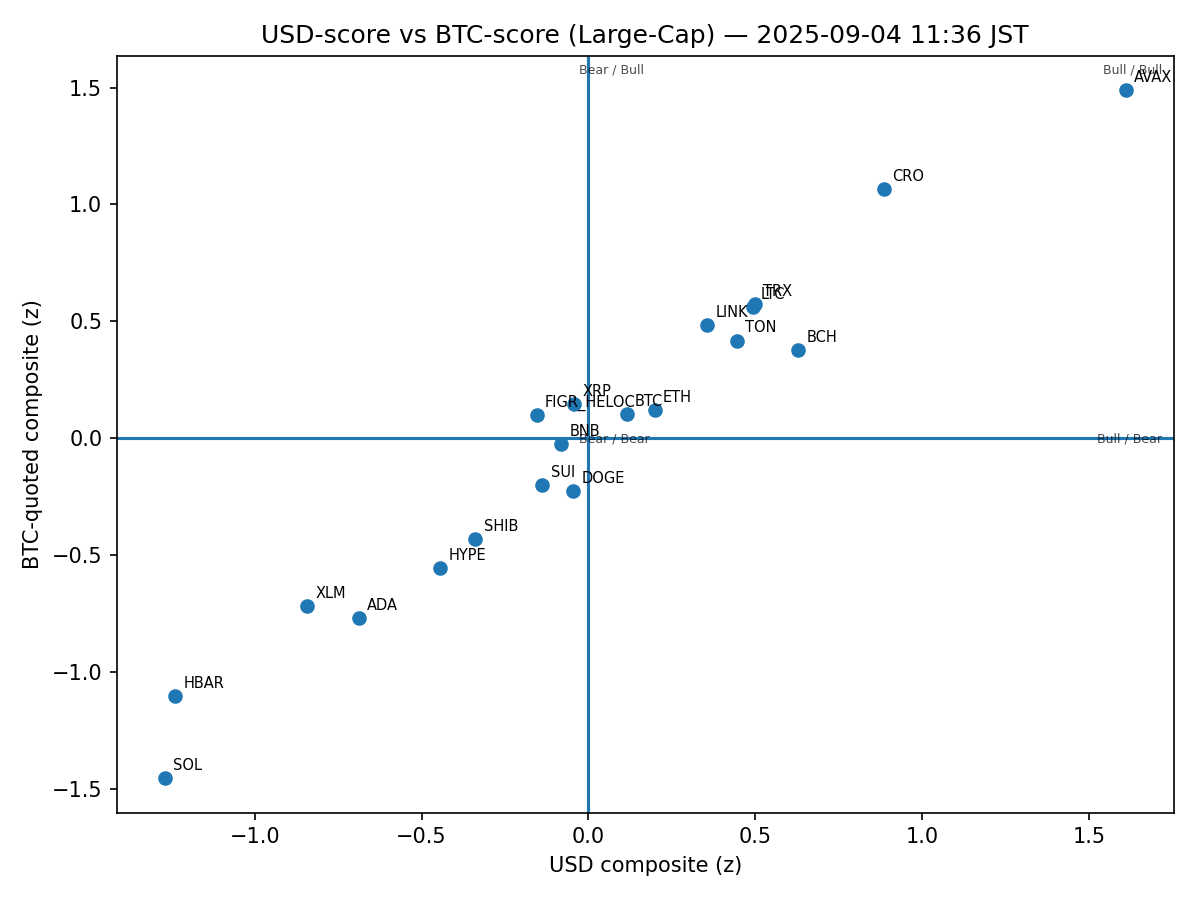 USD-score vs BTC-score (Large-Cap) — 2025-09-04 11:36 JST
Bear / Bull
Bull / Bull
AVAX
CRO
TRX
LTC
LINK
TON
BCH
XRP
FIGR_HELOC
BTC
ETH
BNB
Bear / Bear
Bull / Bear
SUI
DOGE
SHIB
HYPE
XLM
ADA
HBAR
SOL
1.5
1.0
0.5
0.0
−0.5
−1.0
−1.5
BTC-quoted composite (z)
−1.0
−0.5
0.0
0.5
1.0
1.5
USD composite (z)